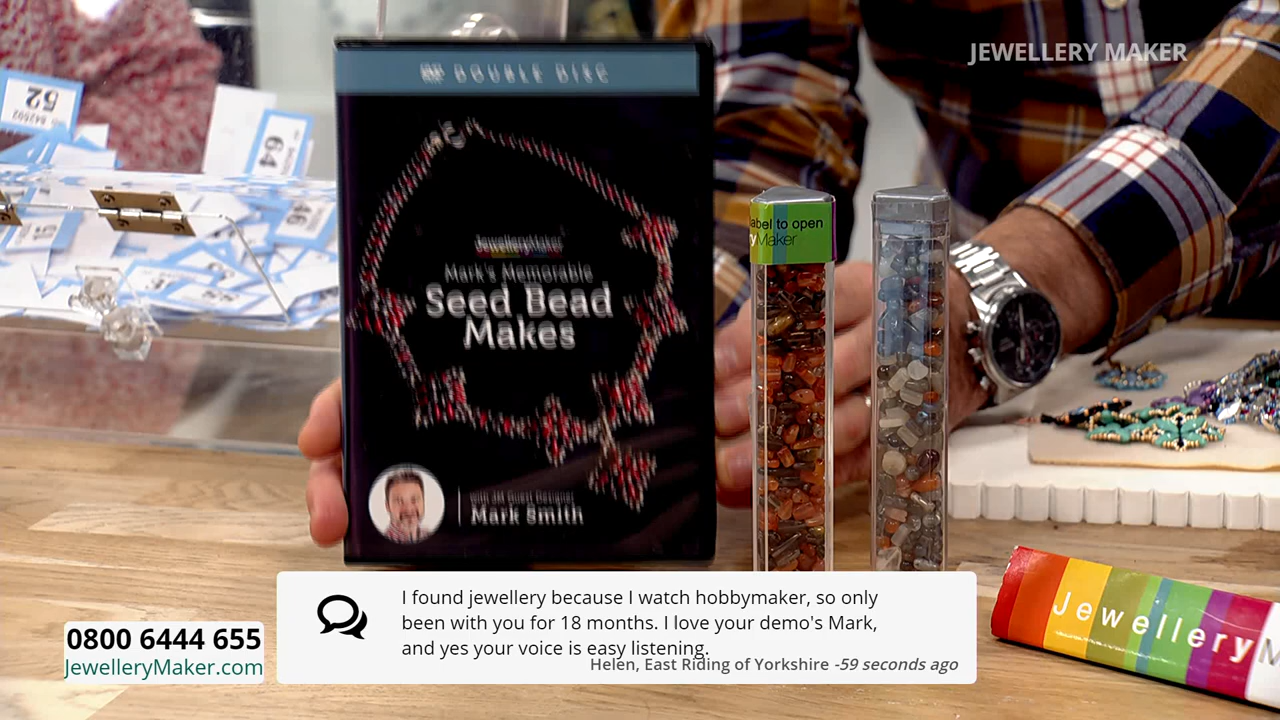 JEWELLERY MAKER
52
64
DOUBLE DISC
label to open
Maker
JewelleryMaker
Mark's Memorable
Seed Bead
Makes
Mark Smith
I found jewellery because I watch hobbymaker, so only
been with you for 18 months. I love your demo's Mark,
and yes your voice is easy listening.
Helen, East Riding of Yorkshire -59 seconds ago
0800 6444 655
JewelleryMaker.com
JewelleryM